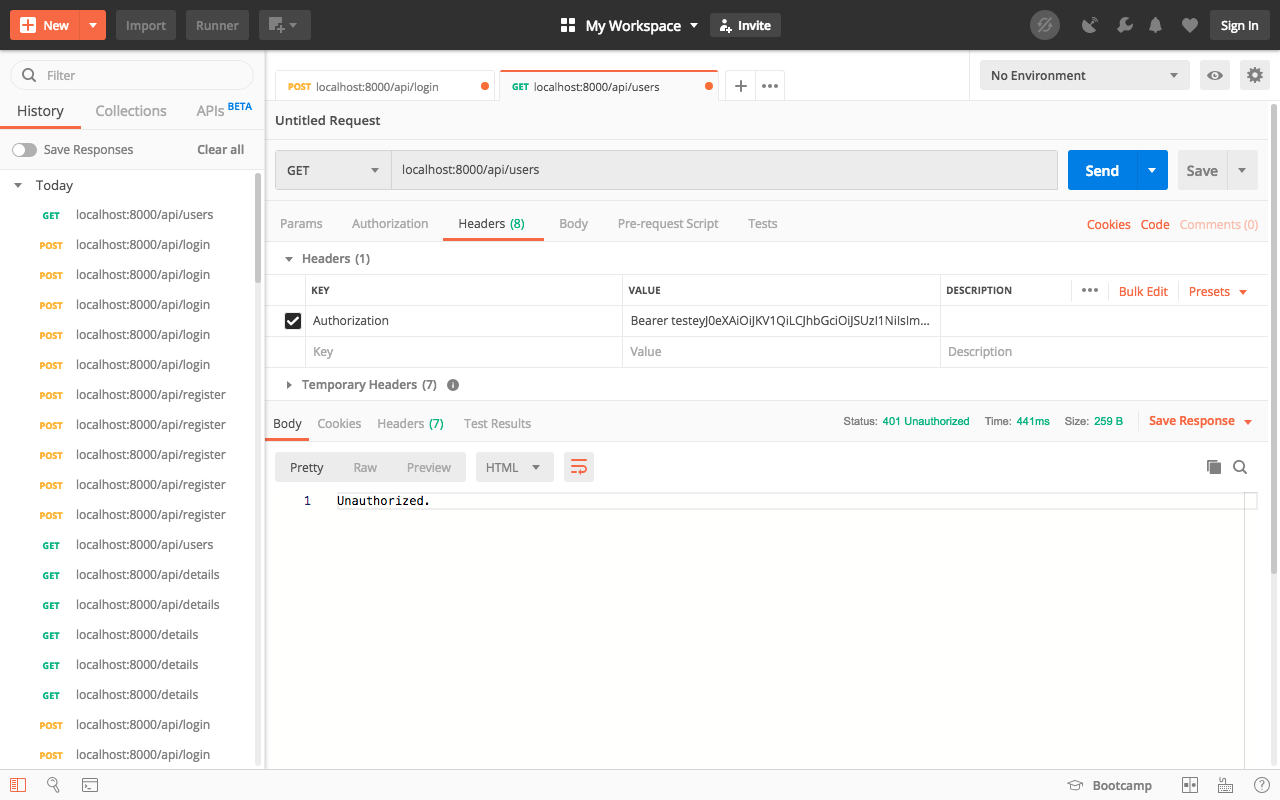 New Import Runner My Workspace Invite Sign In
Filter
History Collections APIs BETA
Save Responses Clear all
Today
GET localhost:8000/api/users
POST localhost:8000/api/login
POST localhost:8000/api/login
POST localhost:8000/api/login
POST localhost:8000/api/login
POST localhost:8000/api/login
POST localhost:8000/api/register
POST localhost:8000/api/register
POST localhost:8000/api/register
POST localhost:8000/api/register
POST localhost:8000/api/register
GET localhost:8000/api/users
GET localhost:8000/api/details
GET localhost:8000/api/details
GET localhost:8000/details
GET localhost:8000/details
GET localhost:8000/details
POST localhost:8000/api/login
POST localhost:8000/api/login
POST localhost:8000/api/login GET localhost:8000/api/users No Environment
Untitled Request
GET localhost:8000/api/users Send Save
Params Authorization Headers (8) Body Pre-request Script Tests Cookies Code Comments (0)
Headers (1)
KEY VALUE DESCRIPTION Bulk Edit Presets
Authorization Bearer testeyJ0eXAiOiJKV1QiLCJhbGciOiJSUzI1NiIsIm...
Key Value Description
Temporary Headers (7)
Body Cookies Headers (7) Test Results Status: 401 Unauthorized Time: 441ms Size: 259 B Save Response
Pretty Raw Preview HTML
1 Unauthorized.
Bootcamp